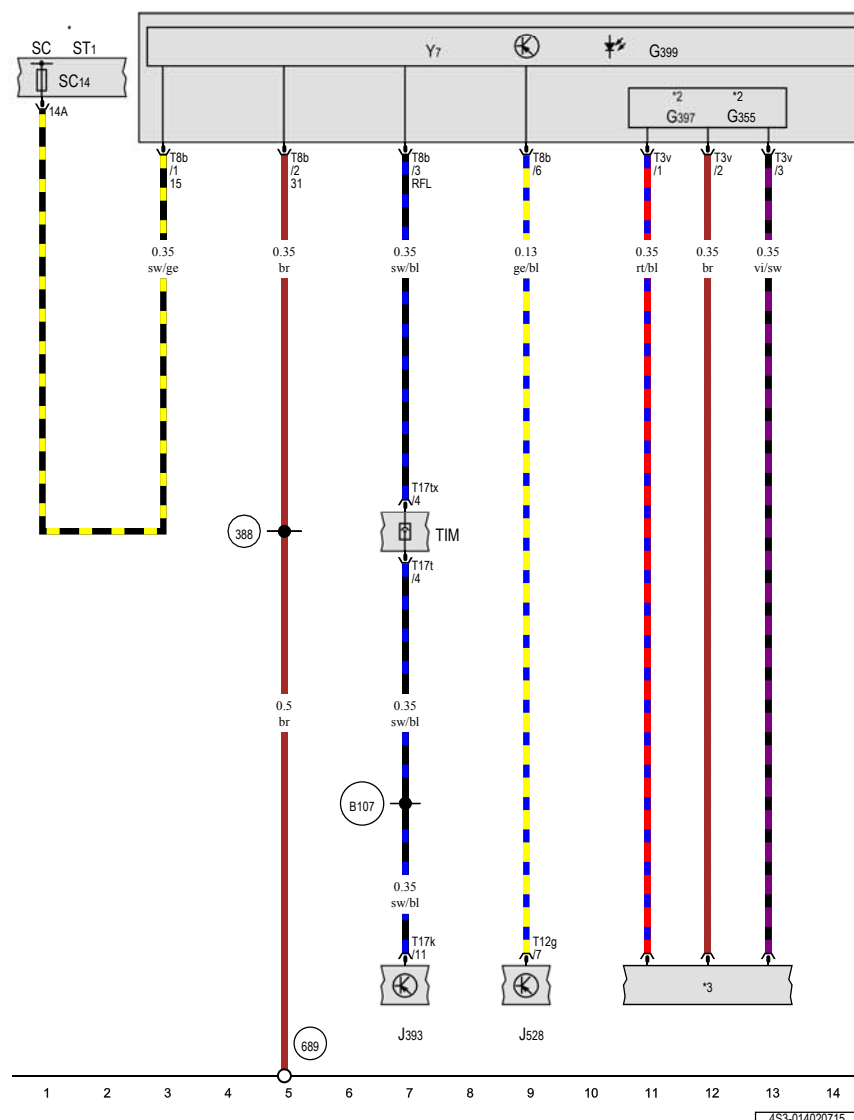 *
SC ST1
SC14
14A
Y7 G399
*2 *2
G397 G355
T8b
/1
15
T8b
/2
31
T8b
/3
RFL
T8b
/6
T3v
/1
T3v
/2
T3v
/3
0.35
sw/ge
0.35
br
0.35
sw/bl
0.13
ge/bl
0.35
rt/bl
0.35
br
0.35
vi/sw
T17tx
/4
388
TIM
T17t
/4
0.5
br
0.35
sw/bl
B107
0.35
sw/bl
T17k
/11
T12g
/7
*3
J393
J528
689
1 2 3 4 5 6 7 8 9 10 11 12 13 14
4S3-014020715